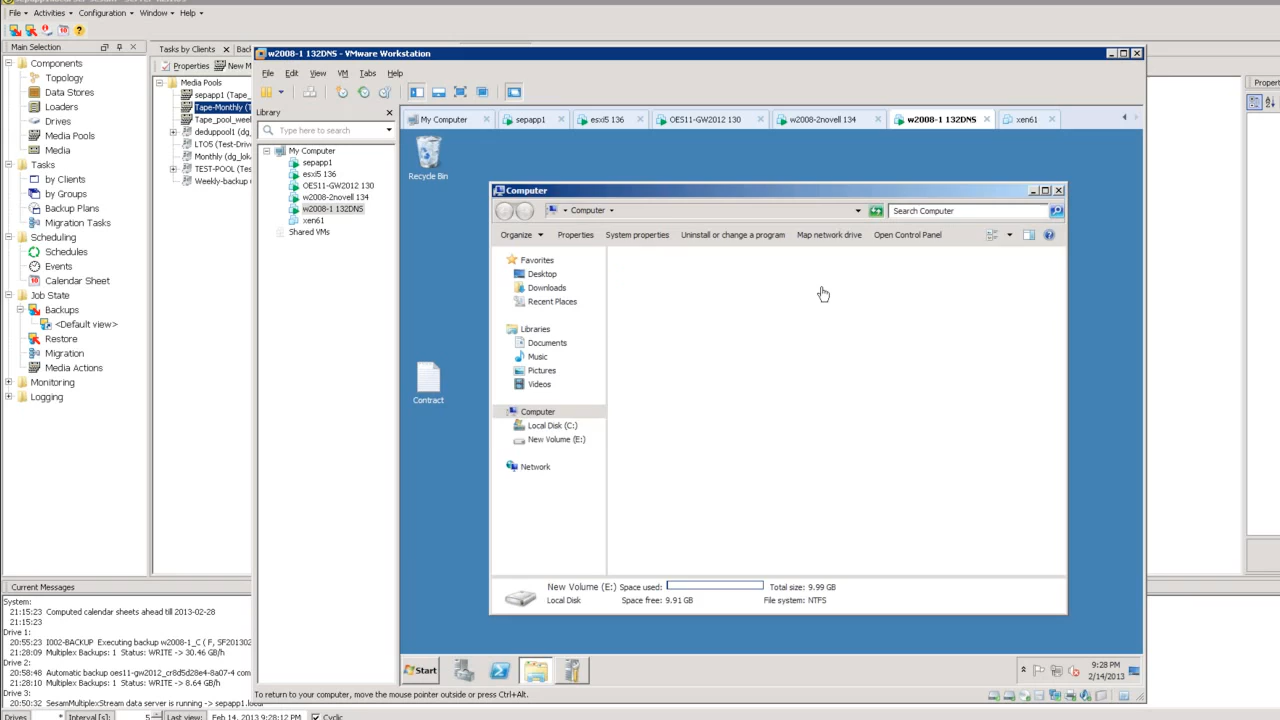 File Activities Configuration Window Help
Main Selection
Components
Topology
Data Stores
Loaders
Drives
Media Pools
Media
Tasks
by Clients
by Groups
Backup Plans
Migration Tasks
Scheduling
Schedules
Events
Calendar Sheet
Job State
Backups
<Default view>
Restore
Migration
Media Actions
Monitoring
Logging
Tasks by Clients
Properties New M
Media Pools
sepapp1 (Tape_
Tape-Monthly (T
Tape_pool_week
deduppool1 (dg_
LTO5 (Test-Drive
Monthly (dg_loka
TEST-POOL (Test
Weekly-backup
Propert
w2008-1 132DNS - VMware Workstation
File Edit View VM Tabs Help
Library
Type here to search
My Computer
sepapp1
esxi5 136
OES11-GW2012 130
w2008-2novell 134
w2008-1 132DNS
xen61
Shared VMs
My Computer sepapp1 esxi5 136 OES11-GW2012 130 w2008-2novell 134 w2008-1 132DNS xen61
Recycle Bin
Contract
Computer
Computer
Search Computer
Organize Properties System properties Uninstall or change a program Map network drive Open Control Panel
Favorites
Desktop
Downloads
Recent Places
Libraries
Documents
Music
Pictures
Videos
Computer
Local Disk (C:)
New Volume (E:)
Network
New Volume (E:) Space used: Total size: 9.99 GB
Local Disk Space free: 9.91 GB File system: NTFS
Start
9:28 PM
2/14/2013
To return to your computer, move the mouse pointer outside or press Ctrl+Alt.
Current Messages
System:
21:15:23 Computed calendar sheets ahead till 2013-02-28
21:15:23
Drive 1:
20:55:23 I002-BACKUP Executing backup w2008-1_C ( F, SF201302
21:28:09 Multiplex Backups: 1 Status: WRITE -> 30.46 GB/h
Drive 2:
20:58:48 Automatic backup oes11-gw2012_cr8d5d28e4-8a07-4 com
21:28:10 Multiplex Backups: 1 Status: WRITE -> 8.64 GB/h
Drive 3:
20:50:32 SesamMultiplexStream data server is running -> sepapp1.local
Drives * Interval[s]: 5 Last view: Feb 14, 2013 9:28:12 PM Cyclic